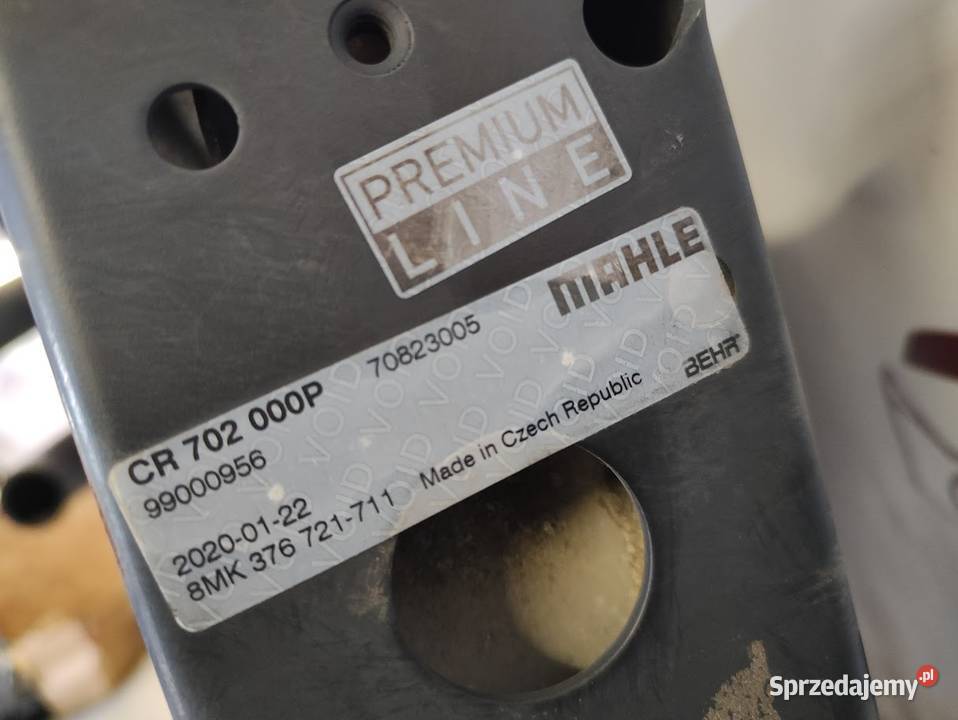 PREMIUM
LINE
MAHLE
CR 702 000P 70823005
99000956
BEHR
2020-01-22
8MK 376 721-711 Made in Czech Republic
Sprzedajemy.pl